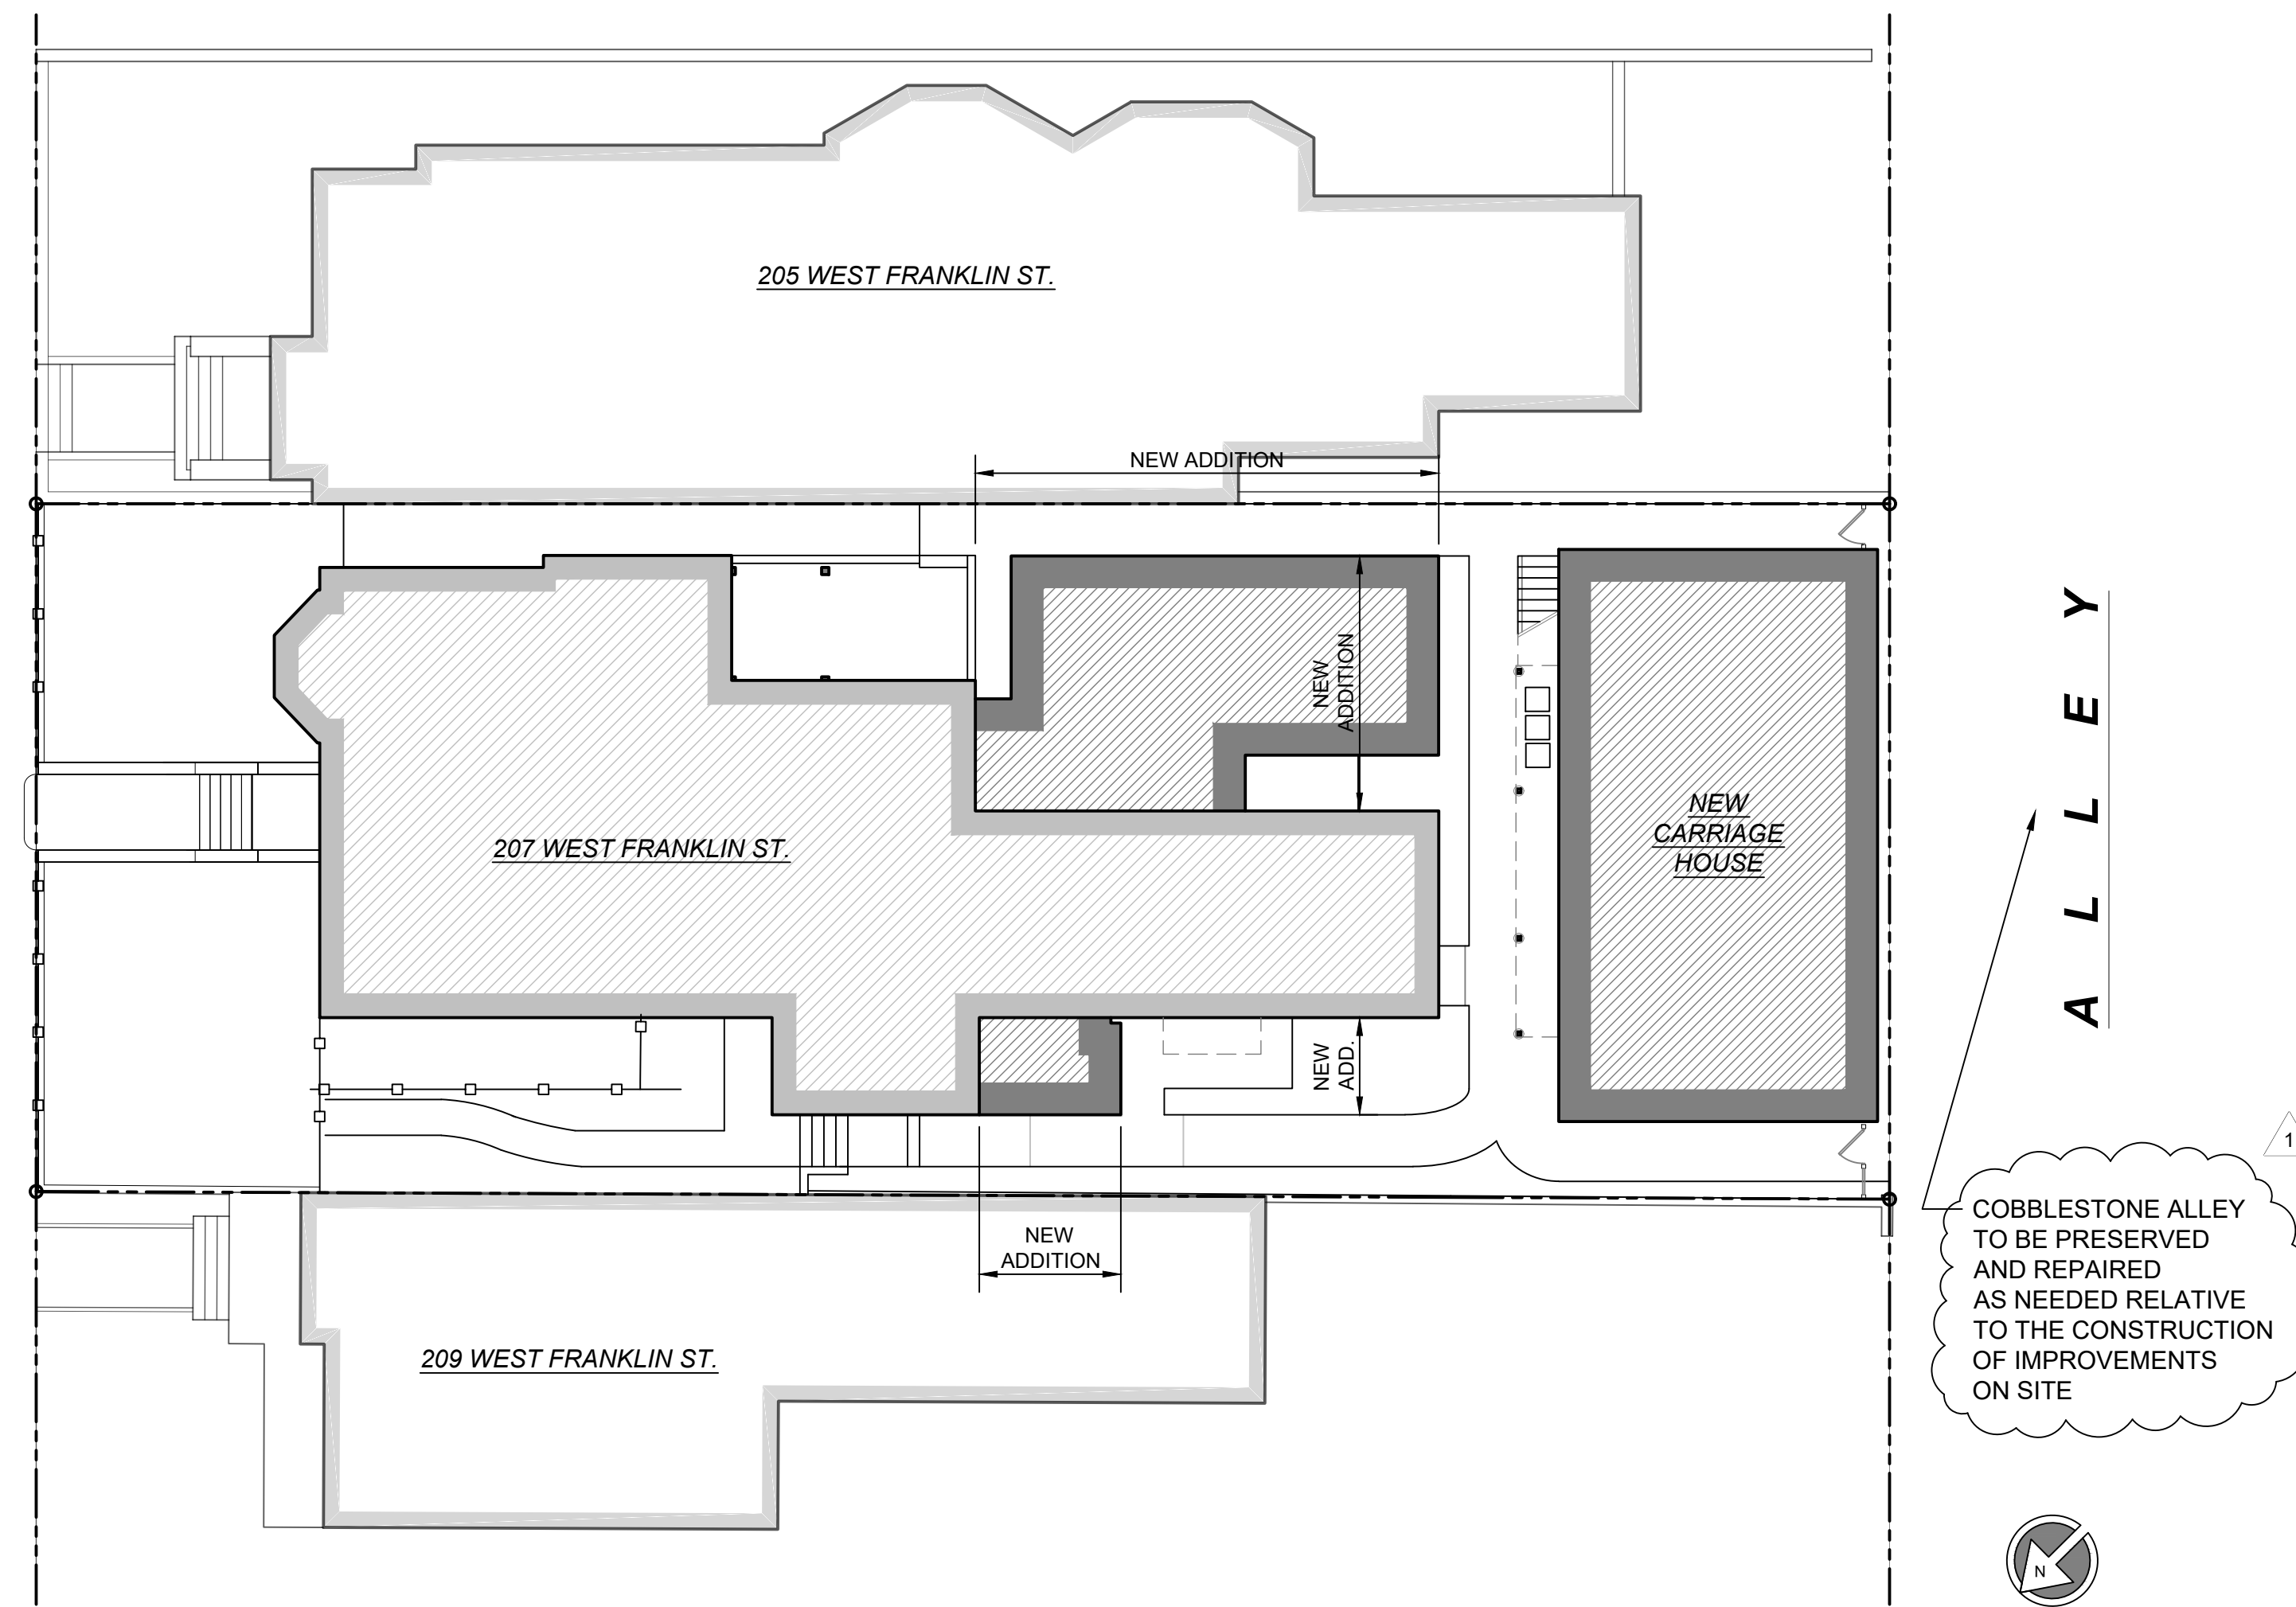 205 WEST FRANKLIN ST.
NEW ADDITION
NEW
ADDITION
207 WEST FRANKLIN ST.
NEW
CARRIAGE
HOUSE
ALLEY
NEW
ADD.
1
COBBLESTONE ALLEY
TO BE PRESERVED
AND REPAIRED
AS NEEDED RELATIVE
TO THE CONSTRUCTION
OF IMPROVEMENTS
ON SITE
NEW
ADDITION
209 WEST FRANKLIN ST.
N